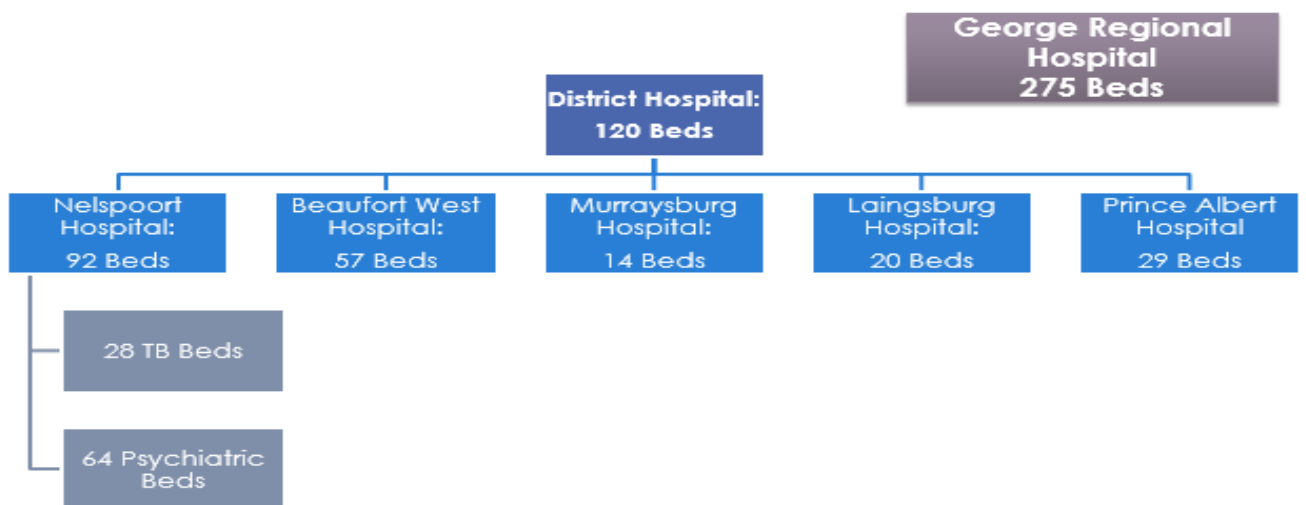 George Regional
Hospital
275 Beds
District Hospital:
120 Beds
Nelspoort
Hospital:
92 Beds
Beaufort West
Hospital:
57 Beds
Murraysburg
Hospital:
14 Beds
Laingsburg
Hospital:
20 Beds
Prince Albert
Hospital
29 Beds
28 TB Beds
64 Psychiatric
Beds